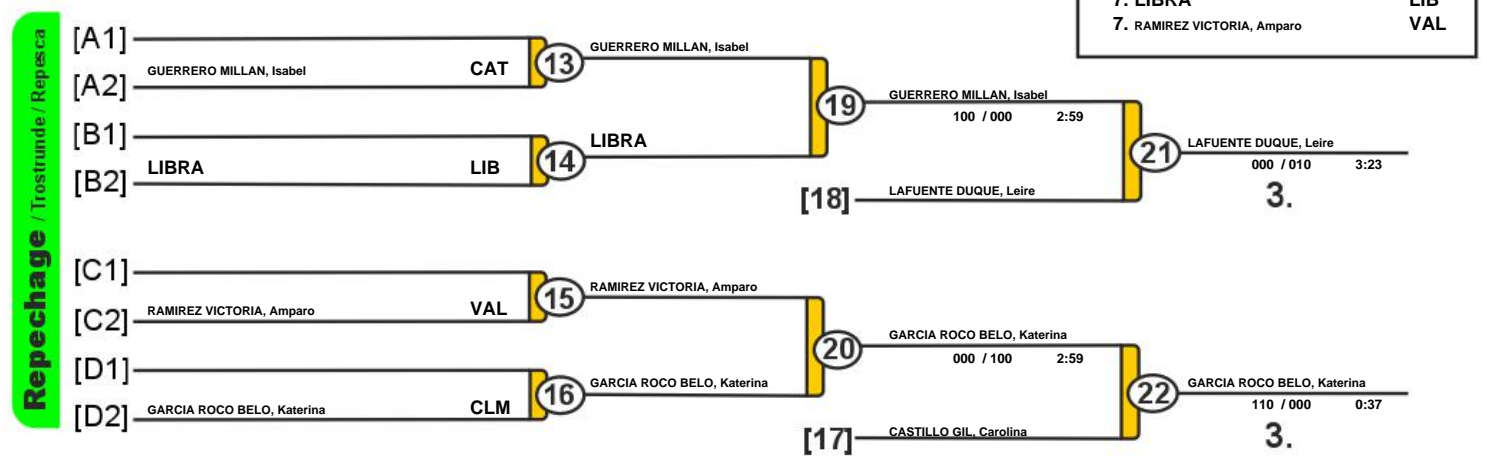 7. LIBRA LIB
7. RAMIREZ VICTORIA, Amparo VAL
Repechage / Trostrunde / Repesca
[A1]
GUERRERO MILLAN, Isabel CAT
[A2]
13
GUERRERO MILLAN, Isabel
[B1]
LIBRA LIB
[B2]
14
LIBRA
19
GUERRERO MILLAN, Isabel
100 / 000 2:59
[18]
LAFUENTE DUQUE, Leire
21
LAFUENTE DUQUE, Leire
000 / 010 3:23
3.
[C1]
RAMIREZ VICTORIA, Amparo VAL
[C2]
15
RAMIREZ VICTORIA, Amparo
[D1]
GARCIA ROCO BELO, Katerina CLM
[D2]
16
GARCIA ROCO BELO, Katerina
20
GARCIA ROCO BELO, Katerina
000 / 100 2:59
[17]
CASTILLO GIL, Carolina
22
GARCIA ROCO BELO, Katerina
110 / 000 0:37
3.